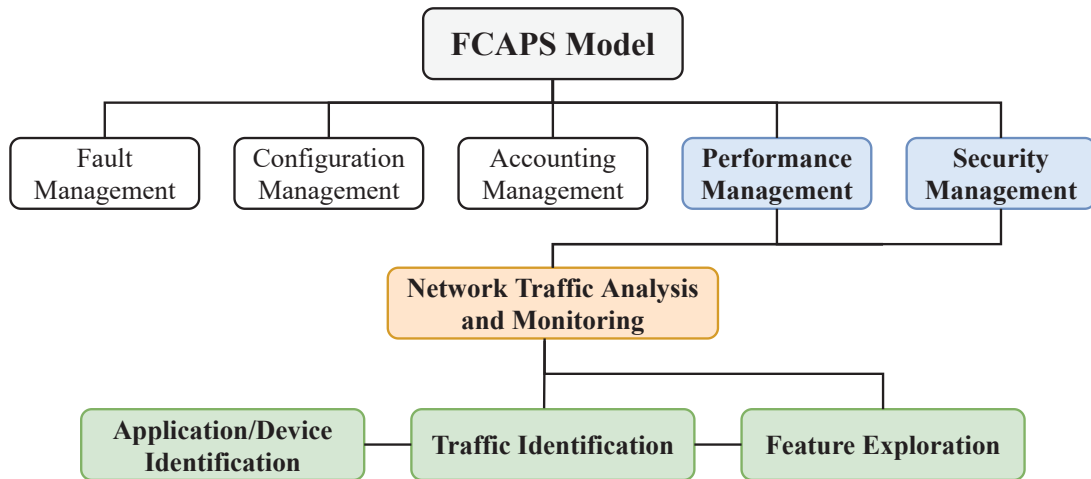 FCAPS Model
Fault
Management
Configuration
Management
Accounting
Management
Performance
Management
Security
Management
Network Traffic Analysis
and Monitoring
Application/Device
Identification
Traffic Identification
Feature Exploration